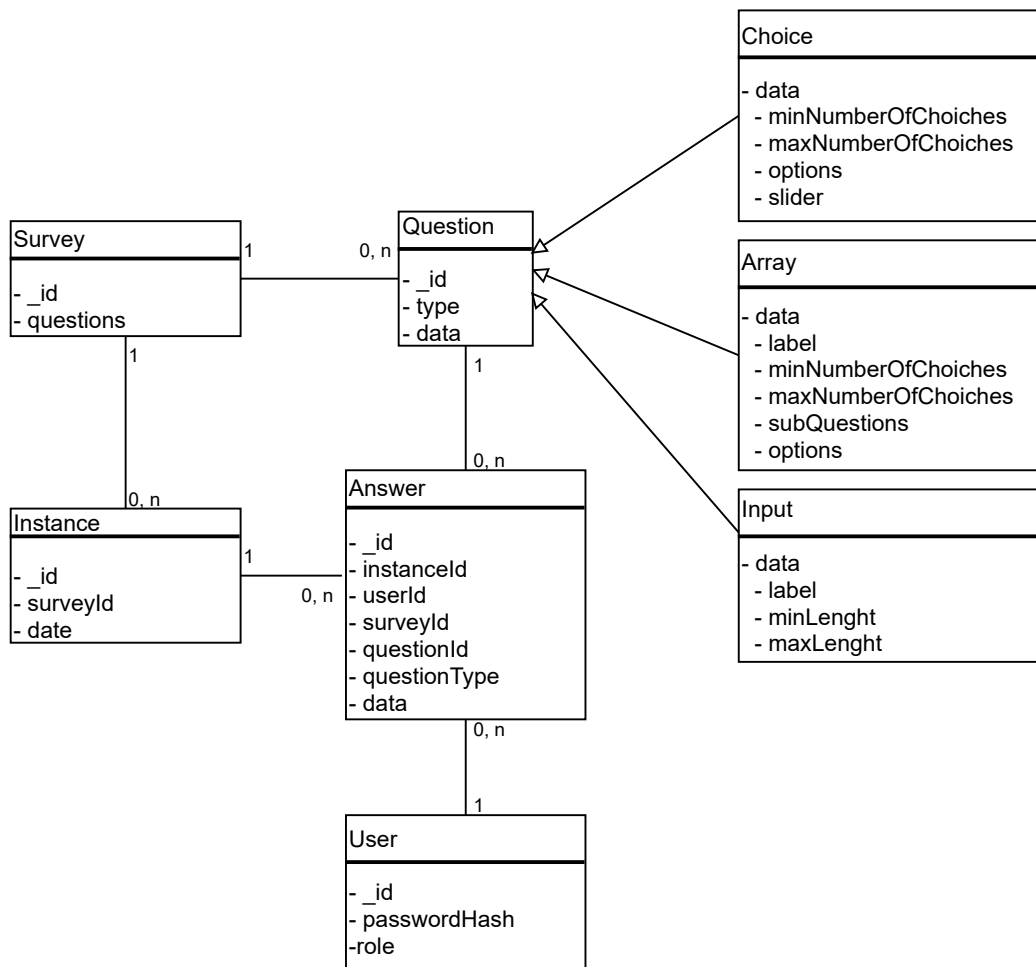 Choice
- data
- minNumberOfChoiches
- maxNumberOfChoiches
- options
- slider
Survey
- _id
- questions
1
0, n
Question
- _id
- type
- data
Array
- data
- label
- minNumberOfChoiches
- maxNumberOfChoiches
- subQuestions
- options
1
0, n
1
0, n
Instance
- _id
- surveyId
- date
1
0, n
Answer
- _id
- instanceId
- userId
- surveyId
- questionId
- questionType
- data
Input
- data
- label
- minLenght
- maxLenght
0, n
1
User
- _id
- passwordHash
-role